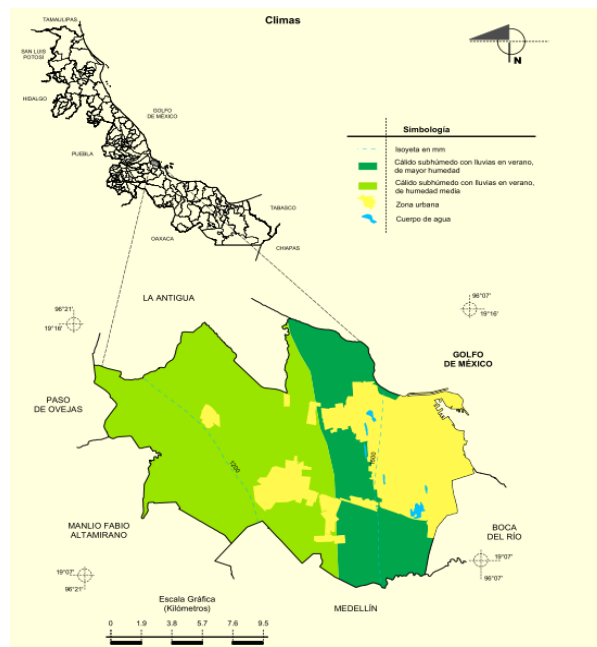 Climas
TAMAULIPAS
SAN LUIS
POTOSÍ
HIDALGO
GOLFO
DE MÉXICO
PUEBLA
OAXACA
TABASCO
CHIAPAS
N
Simbología
Isoyeta en mm
Cálido subhúmedo con lluvias en verano,
de mayor humedad
Cálido subhúmedo con lluvias en verano,
de humedad media
Zona urbana
Cuerpo de agua
LA ANTIGUA
96°21'
19°16'
96°07'
19°16'
GOLFO
DE MÉXICO
PASO
DE OVEJAS
1200
1500
MANLIO FABIO
ALTAMIRANO
BOCA
DEL RÍO
19°07'
96°21'
19°07'
96°07'
MEDELLÍN
Escala Gráfica
(Kilómetros)
0 1.9 3.8 5.7 7.6 9.5